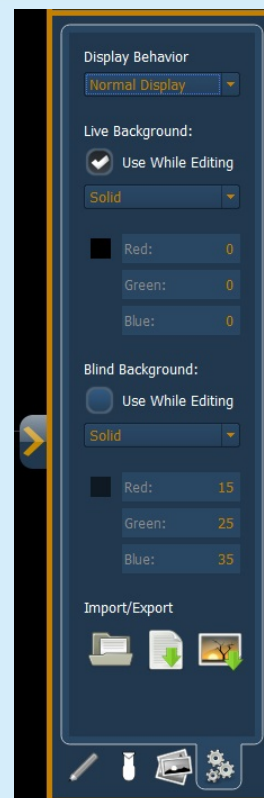 Display Behavior
Normal Display
Live Background:
Use While Editing
Solid
Red: 0
Green: 0
Blue: 0
Blind Background:
Use While Editing
Solid
Red: 15
Green: 25
Blue: 35
Import/Export